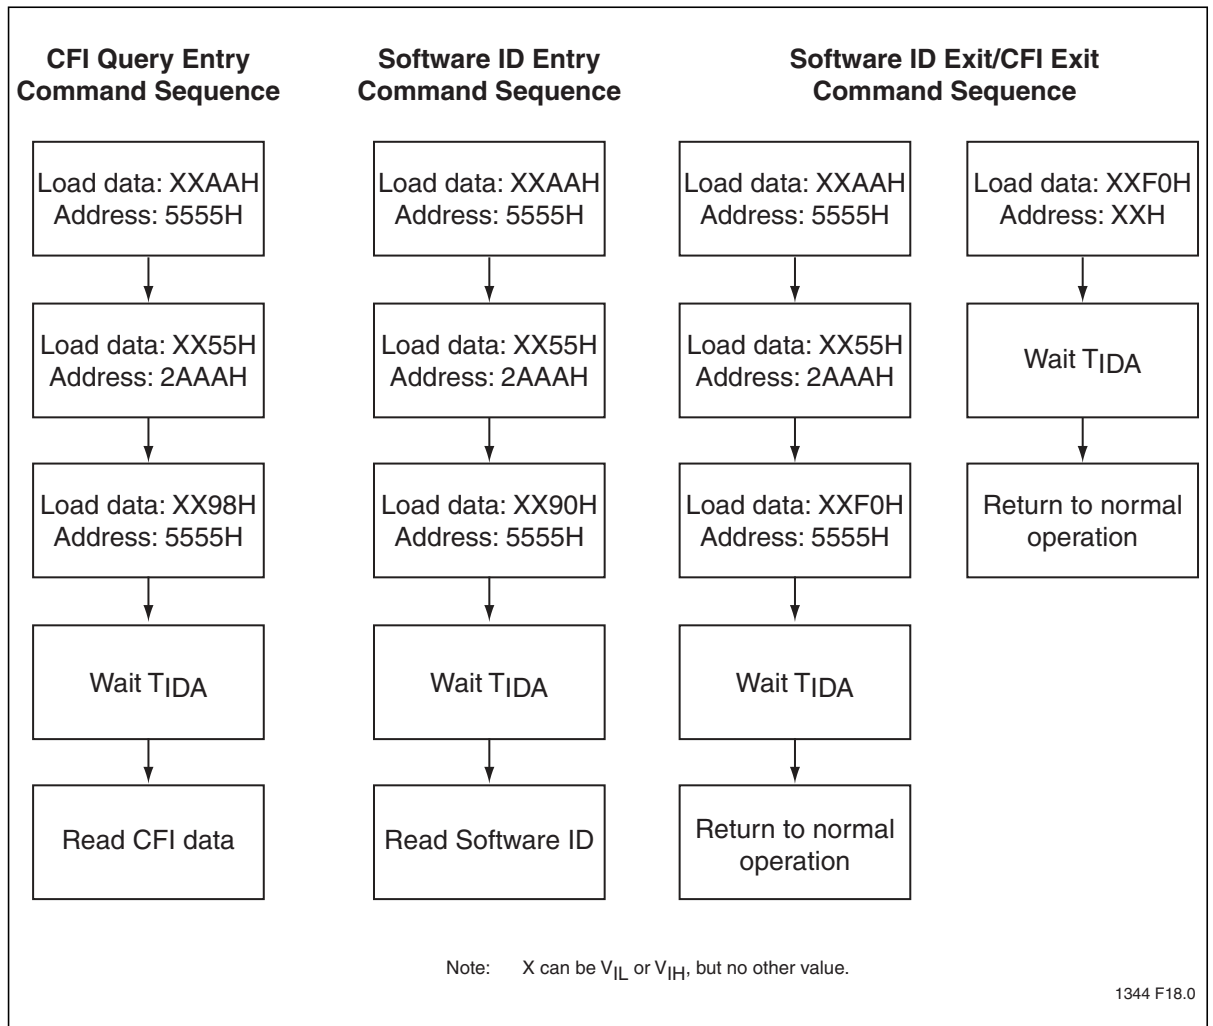 CFI Query Entry
Command Sequence
Load data: XXAAH
Address: 5555H
Load data: XX55H
Address: 2AAAH
Load data: XX98H
Address: 5555H
Wait TIDA
Read CFI data
Software ID Entry
Command Sequence
Load data: XXAAH
Address: 5555H
Load data: XX55H
Address: 2AAAH
Load data: XX90H
Address: 5555H
Wait TIDA
Read Software ID
Software ID Exit/CFI Exit
Command Sequence
Load data: XXAAH
Address: 5555H
Load data: XX55H
Address: 2AAAH
Load data: XXF0H
Address: 5555H
Wait TIDA
Return to normal
operation
Load data: XXF0H
Address: XXH
Wait TIDA
Return to normal
operation
Note: X can be VIL or VIH, but no other value.
1344 F18.0